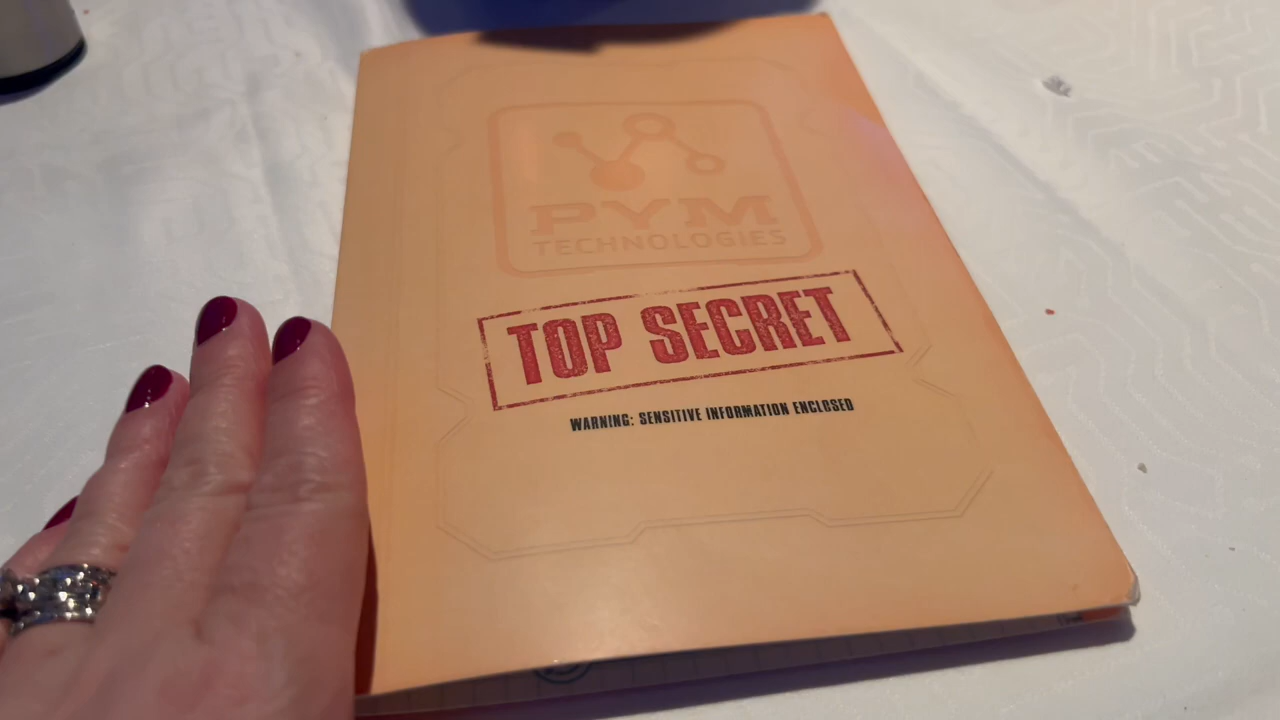 PYM
TECHNOLOGIES
TOP SECRET
WARNING: SENSITIVE INFORMATION ENCLOSED